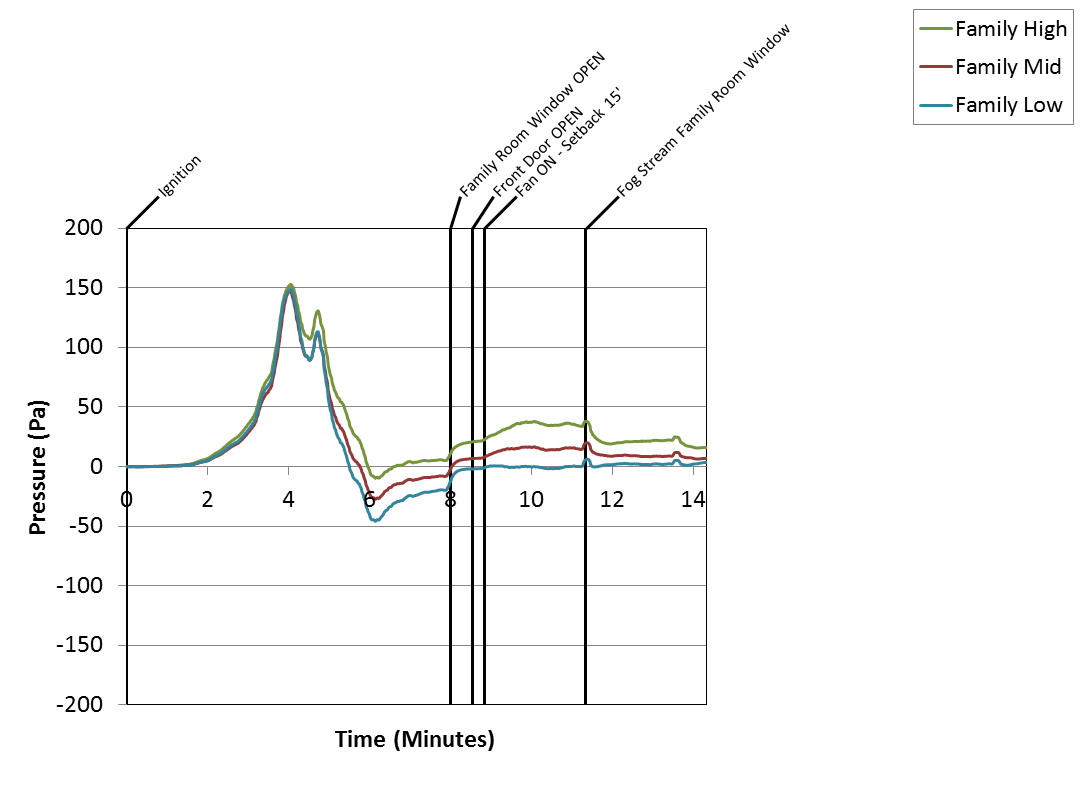 Family High
Family Mid
Family Low
Ignition
Family Room Window OPEN
Front Door OPEN
Fan ON - Setback 15'
Fog Stream Family Room Window
200
150
100
50
0
-50
-100
-150
-200
0 2 4 6 8 10 12 14
Pressure (Pa)
Time (Minutes)